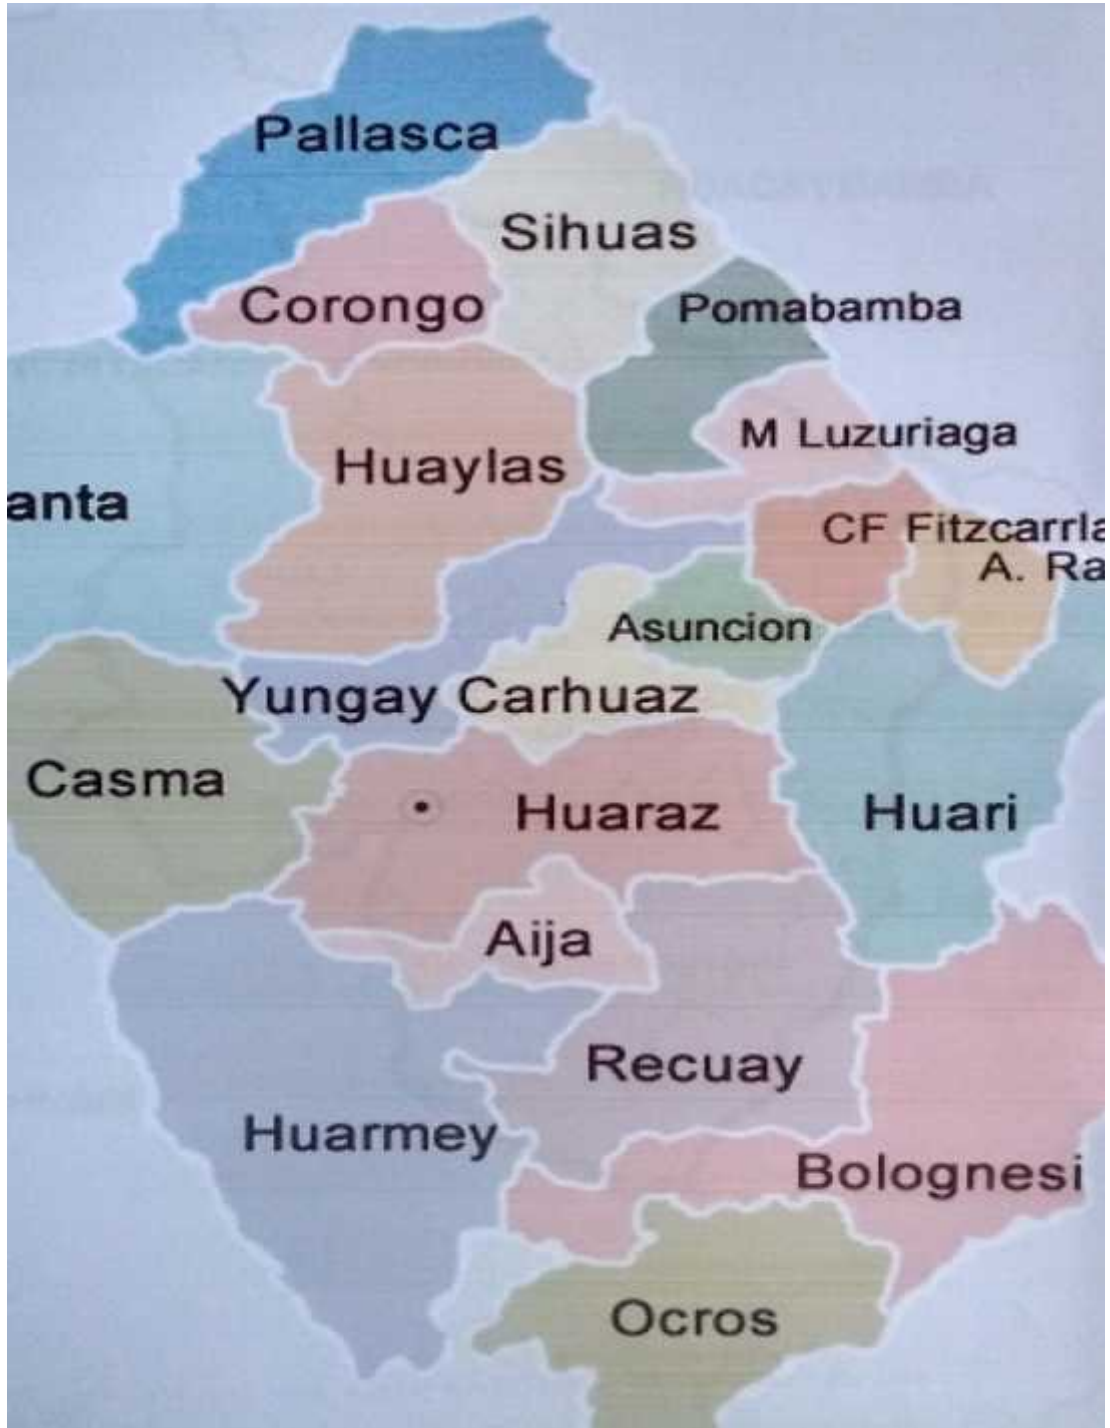 Pallasca
Sihuas
Corongo
Pomabamba
M Luzuriaga
Huaylas
anta
CF Fitzcarrla
A. Ra
Asuncion
Yungay Carhuaz
Casma
Huaraz
Huari
Aija
Recuay
Huarmey
Bolognesi
Ocros